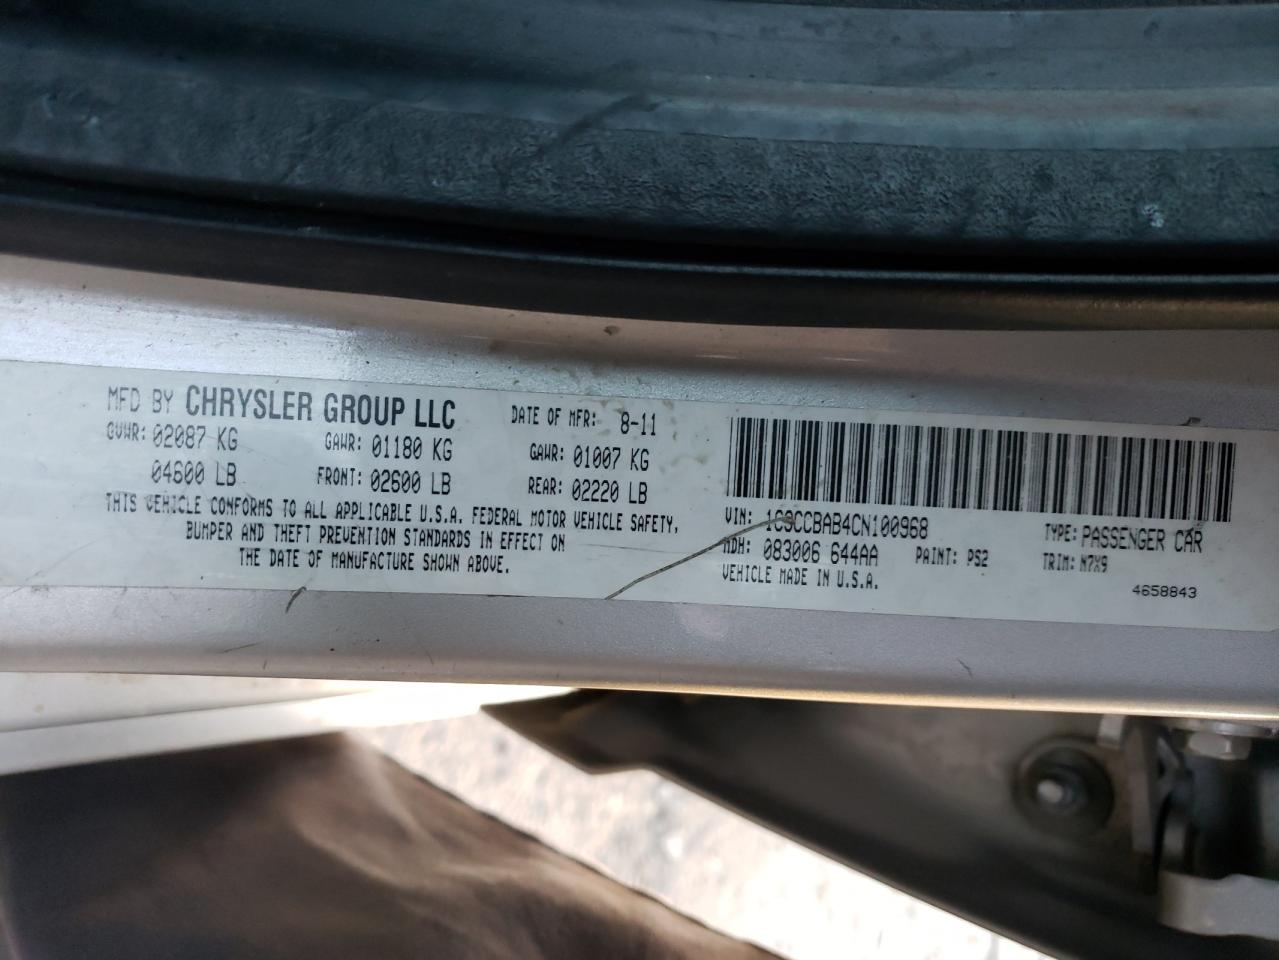 MFD BY CHRYSLER GROUP LLC DATE OF MFR: 8-11
GVWR: 02087 KG GAWR: 01180 KG GAWR: 01007 KG
04600 LB FRONT: 02600 LB REAR: 02220 LB
THIS VEHICLE CONFORMS TO ALL APPLICABLE U.S.A. FEDERAL MOTOR VEHICLE SAFETY,
BUMPER AND THEFT PREVENTION STANDARDS IN EFFECT ON
THE DATE OF MANUFACTURE SHOWN ABOVE.
VIN: 1C3CCBAB4CN100968 TYPE: PASSENGER CAR
MDH: 083006 644AA PAINT: PS2 TRIM: N7X9
VEHICLE MADE IN U.S.A. 4658843